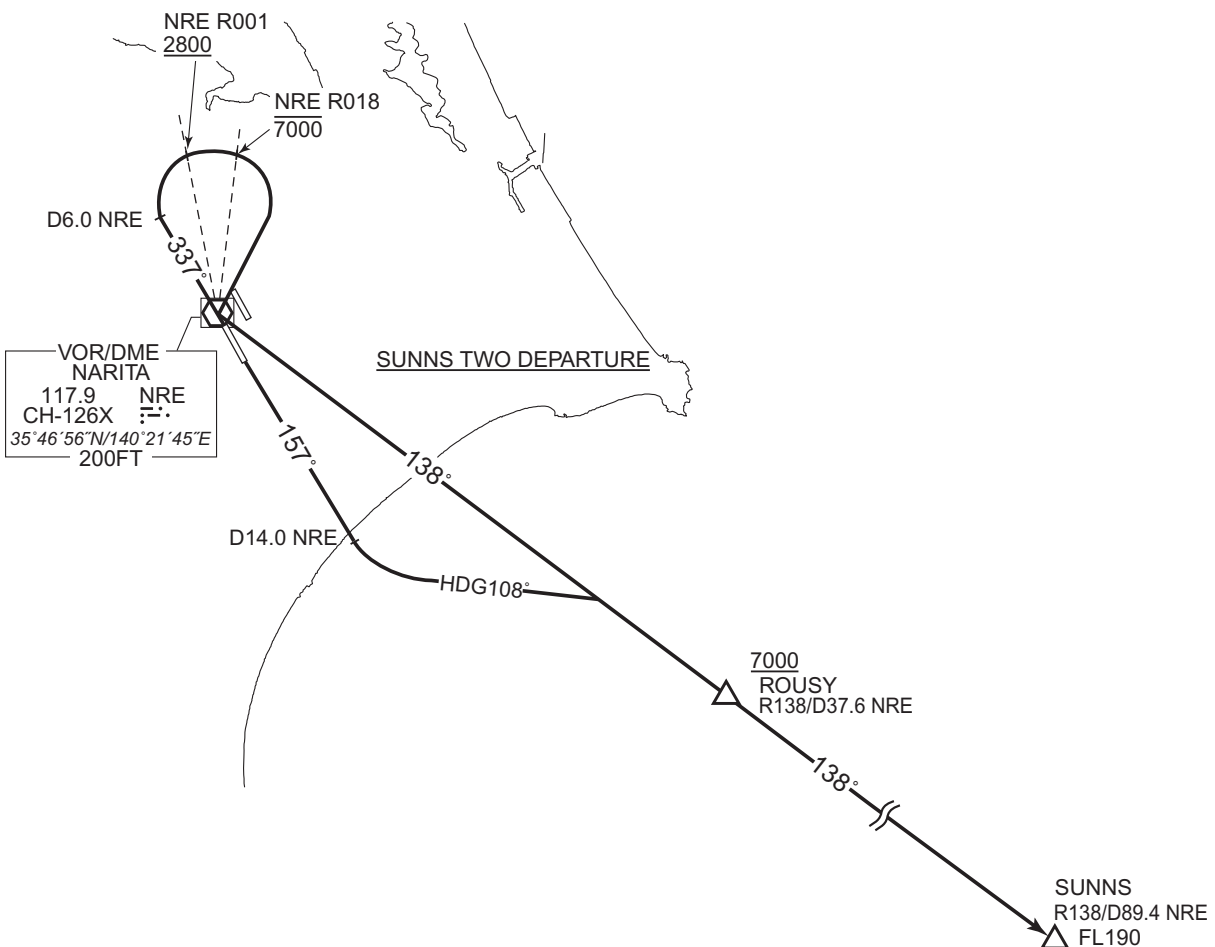 NRE R001
2800
NRE R018
7000
D6.0 NRE
337°
VOR/DME
NARITA
117.9 NRE
CH-126X
35°46´56˝N/140°21´45˝E
200FT
SUNNS TWO DEPARTURE
157°
138°
D14.0 NRE
HDG108°
7000
ROUSY
R138/D37.6 NRE
138°
SUNNS
R138/D89.4 NRE
FL190